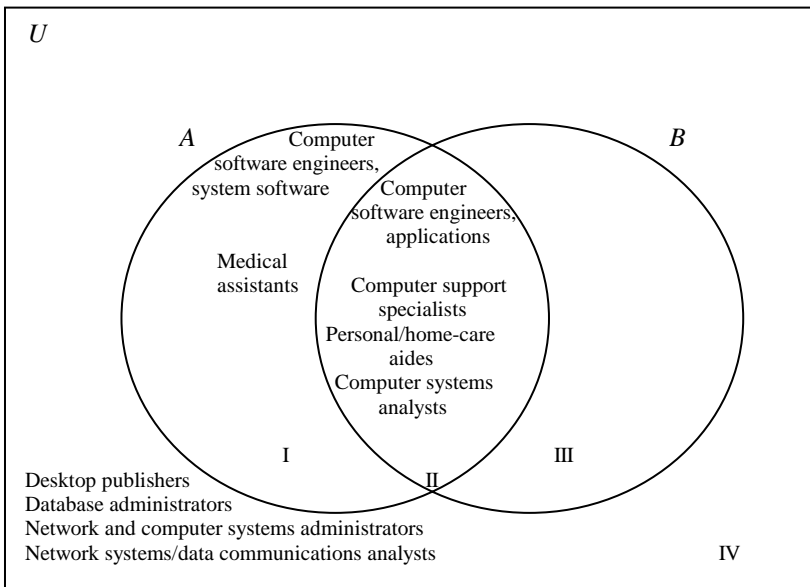 U
A
B
Computer
software engineers,
system software
Computer
software engineers,
applications
Medical
assistants
Computer support
specialists
Personal/home-care
aides
Computer systems
analysts
I
II
III
Desktop publishers
Database administrators
Network and computer systems administrators
Network systems/data communications analysts
IV